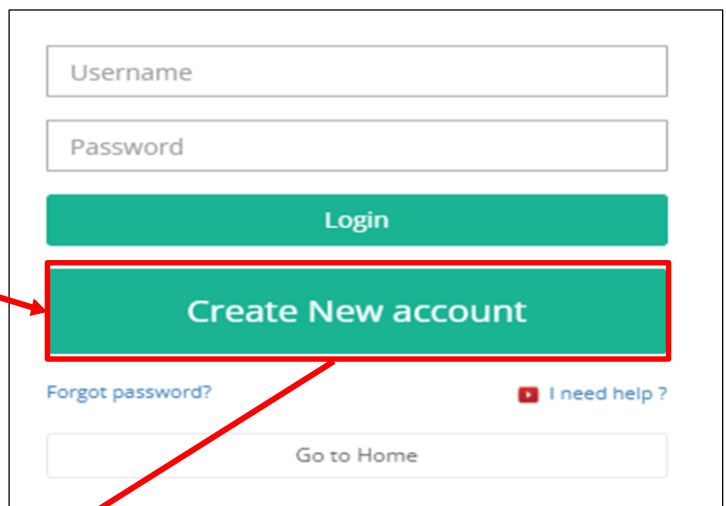 Username
Password
Login
Create New account
Forgot password? I need help ?
Go to Home